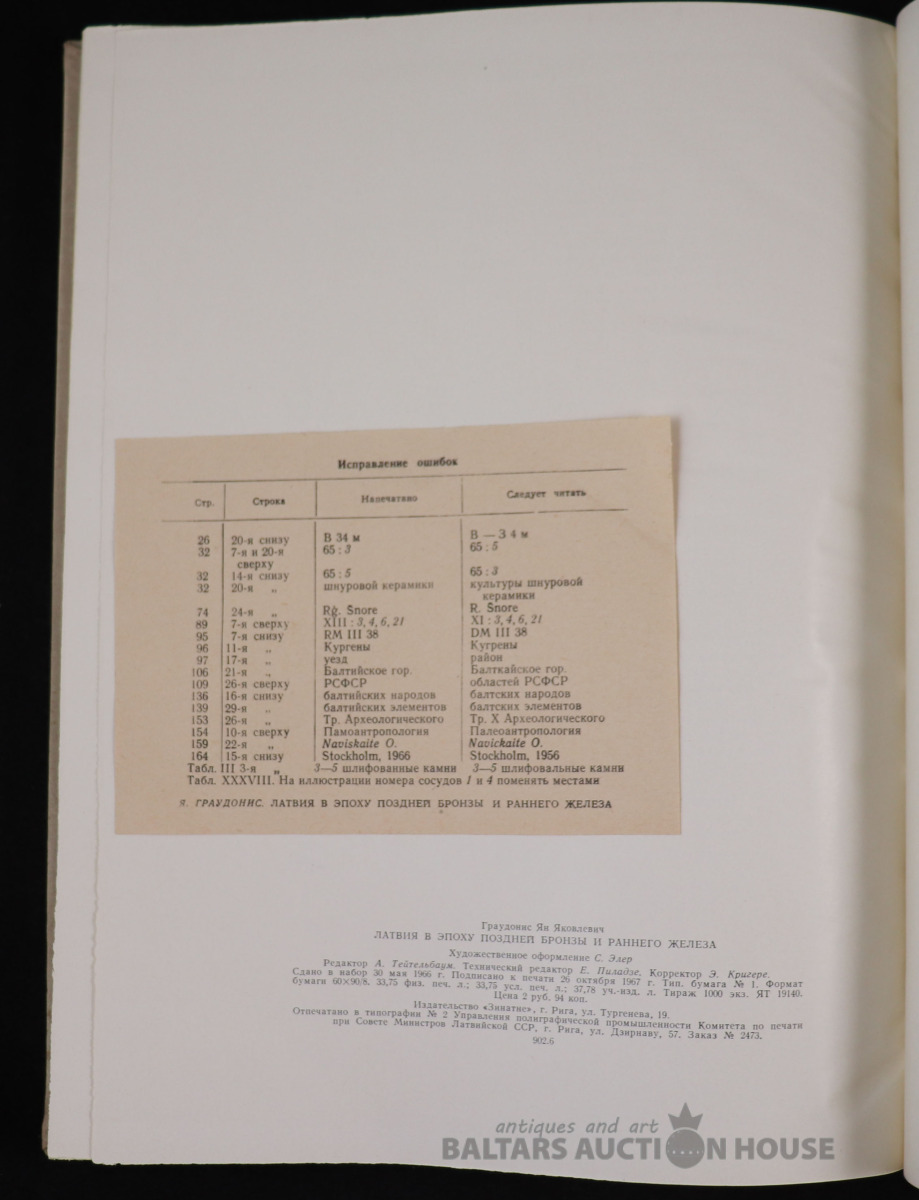 Исправление ошибок
Стр. Строка Напечатано Следует читать
26 20-я снизу В 34 м В — З 4 м
32 7-я и 20-я сверху 65 : 3 65 : 5
32 14-я снизу 65 : 5 65 : 3
32 20-я „ шнуровой керамики культуры шнуровой керамики
74 24-я „ Rg. Šnore R. Šnore
89 7-я сверху XIII : 3, 4, 6, 21 XI : 3, 4, 6, 21
95 7-я снизу RM III 38 DM III 38
96 11-я „ Кургены Кугрены
97 17-я „ уезд район
106 21-я „ Балтийское гор. Балткайское гор.
109 26-я сверху РСФСР областей РСФСР
136 16-я снизу балтийских народов балтских народов
139 29-я „ балтийских элементов балтских элементов
153 26-я „ Тр. Археологического Тр. X Археологического
154 10-я сверху Памоантропология Палеоантропология
159 22-я „ Naviskaite O. Navickaite O.
164 15-я снизу Stockholm, 1966 Stockholm, 1956
Табл. III 3-я „ 3—5 шлифованные камни 3—5 шлифовальные камни
Табл. XXXVIII. На иллюстрации номера сосудов 1 и 4 поменять местами
Я. ГРАУДОНИС. ЛАТВИЯ В ЭПОХУ ПОЗДНЕЙ БРОНЗЫ И РАННЕГО ЖЕЛЕЗА
Граудонис Ян Яковлевич
ЛАТВИЯ В ЭПОХУ ПОЗДНЕЙ БРОНЗЫ И РАННЕГО ЖЕЛЕЗА
Художественное оформление С. Элер
Редактор А. Тейтельбаум. Технический редактор Е. Пиладзе. Корректор Э. Кригере.
Сдано в набор 30 мая 1966 г. Подписано к печати 26 октября 1967 г. Тип. бумага № 1. Формат
бумаги 60×90/8. 33,75 физ. печ. л.; 33,75 усл. печ. л.; 37,78 уч.-изд. л. Тираж 1000 экз. ЯТ 19140.
Цена 2 руб. 94 коп.
Издательство «Зинатне», г. Рига, ул. Тургенева, 19.
Отпечатано в типографии № 2 Управления полиграфической промышленности Комитета по печати
при Совете Министров Латвийской ССР, г. Рига, ул. Дзирнаву, 57. Заказ № 2473.
902.6
antiques and art
BALTARS AUCTION HOUSE